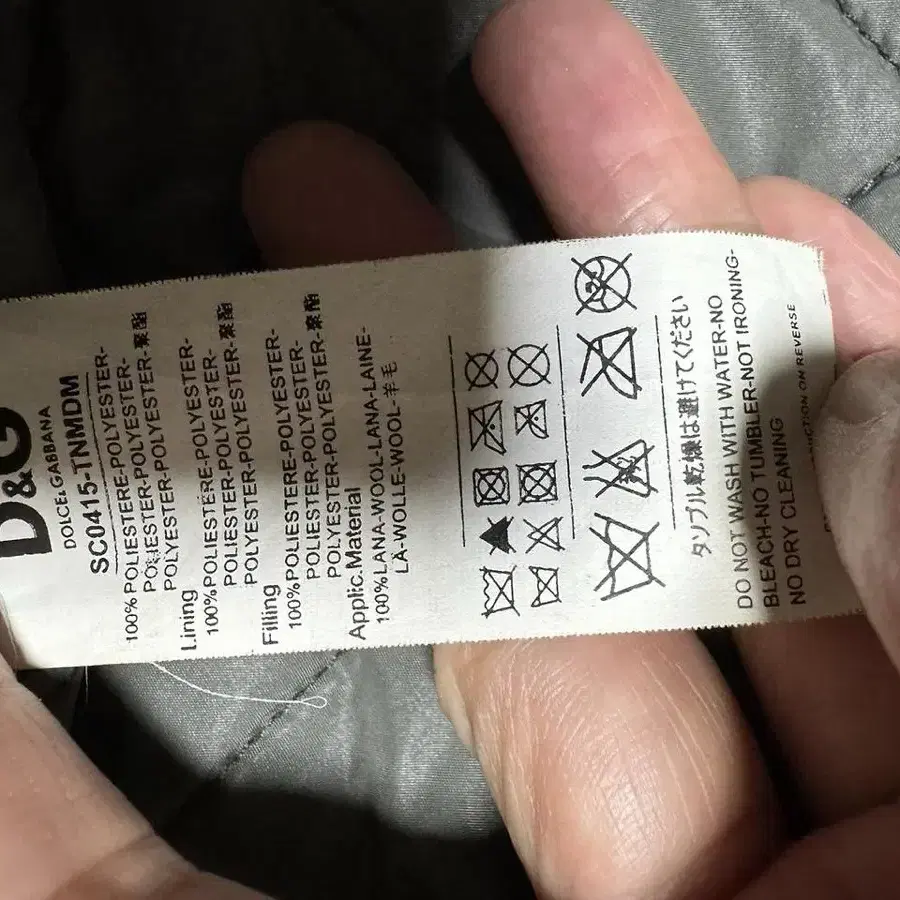 D&G
DOLCE & GABBANA
SC0415-TNMDM
100%POLIESTERE-POLYESTER-
POLIESTER-POLYESTER-
POLYESTER-POLYESTER-聚酯
Lining
100%POLIESTERE-POLYESTER-
POLIESTER-POLYESTER-
POLYESTER-POLYESTER-聚酯
Filling
100%POLIESTERE-POLYESTER-
POLIESTER-POLYESTER-
POLYESTER-POLYESTER-聚酯
Applic.Material
100%LANA-WOOL-LANA-LAINE-
LÃ-WOLLE-WOOL-羊毛
タンブル乾燥は避けてください
DO NOT WASH WITH WATER-NO
BLEACH-NO TUMBLER-NOT IRONING-
NO DRY CLEANING
ON REVERSE